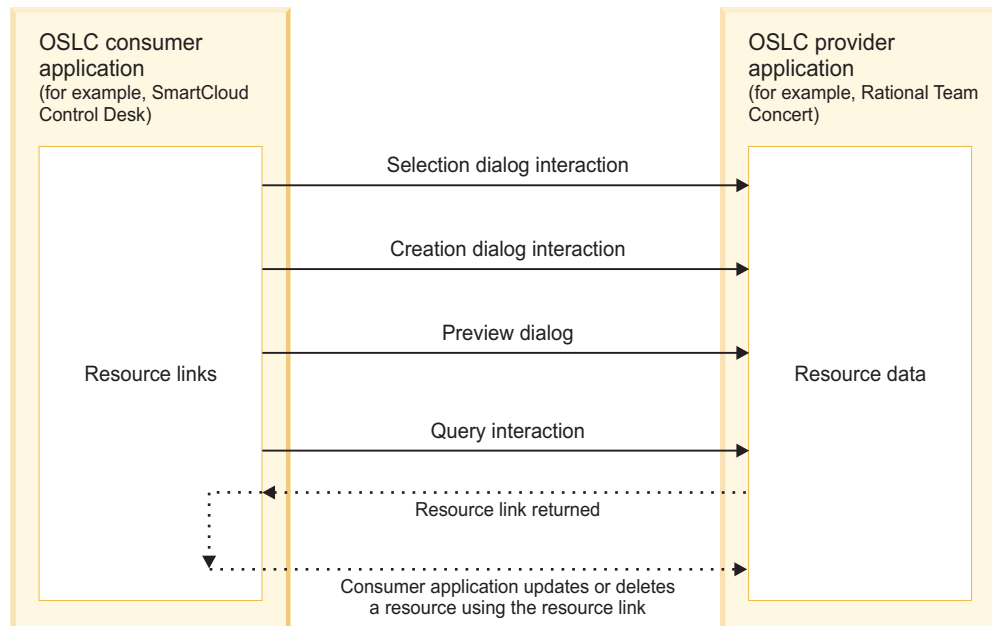 OSLC consumer
application
(for example, SmartCloud
Control Desk)
OSLC provider
application
(for example, Rational Team
Concert)
Selection dialog interaction
Creation dialog interaction
Preview dialog
Resource links
Resource data
Query interaction
Resource link returned
Consumer application updates or deletes
a resource using the resource link